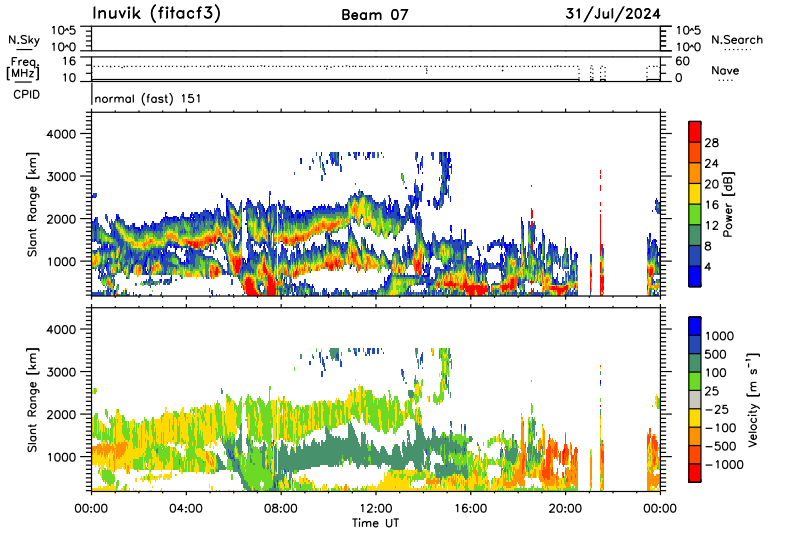 Inuvik (fitacf3) Beam 07 31/Jul/2024
N.Sky 10^5 10^0 10^5 10^0 N.Search
Freq. [MHz] 16 10 60 0 Nave
CPID normal (fast) 151
Slant Range [km] 4000 3000 2000 1000
Power [dB] 28 24 20 16 12 8 4
Slant Range [km] 4000 3000 2000 1000
Velocity [m s^-1] 1000 500 100 25 -25 -100 -500 -1000
00:00 04:00 08:00 12:00 16:00 20:00 00:00
Time UT